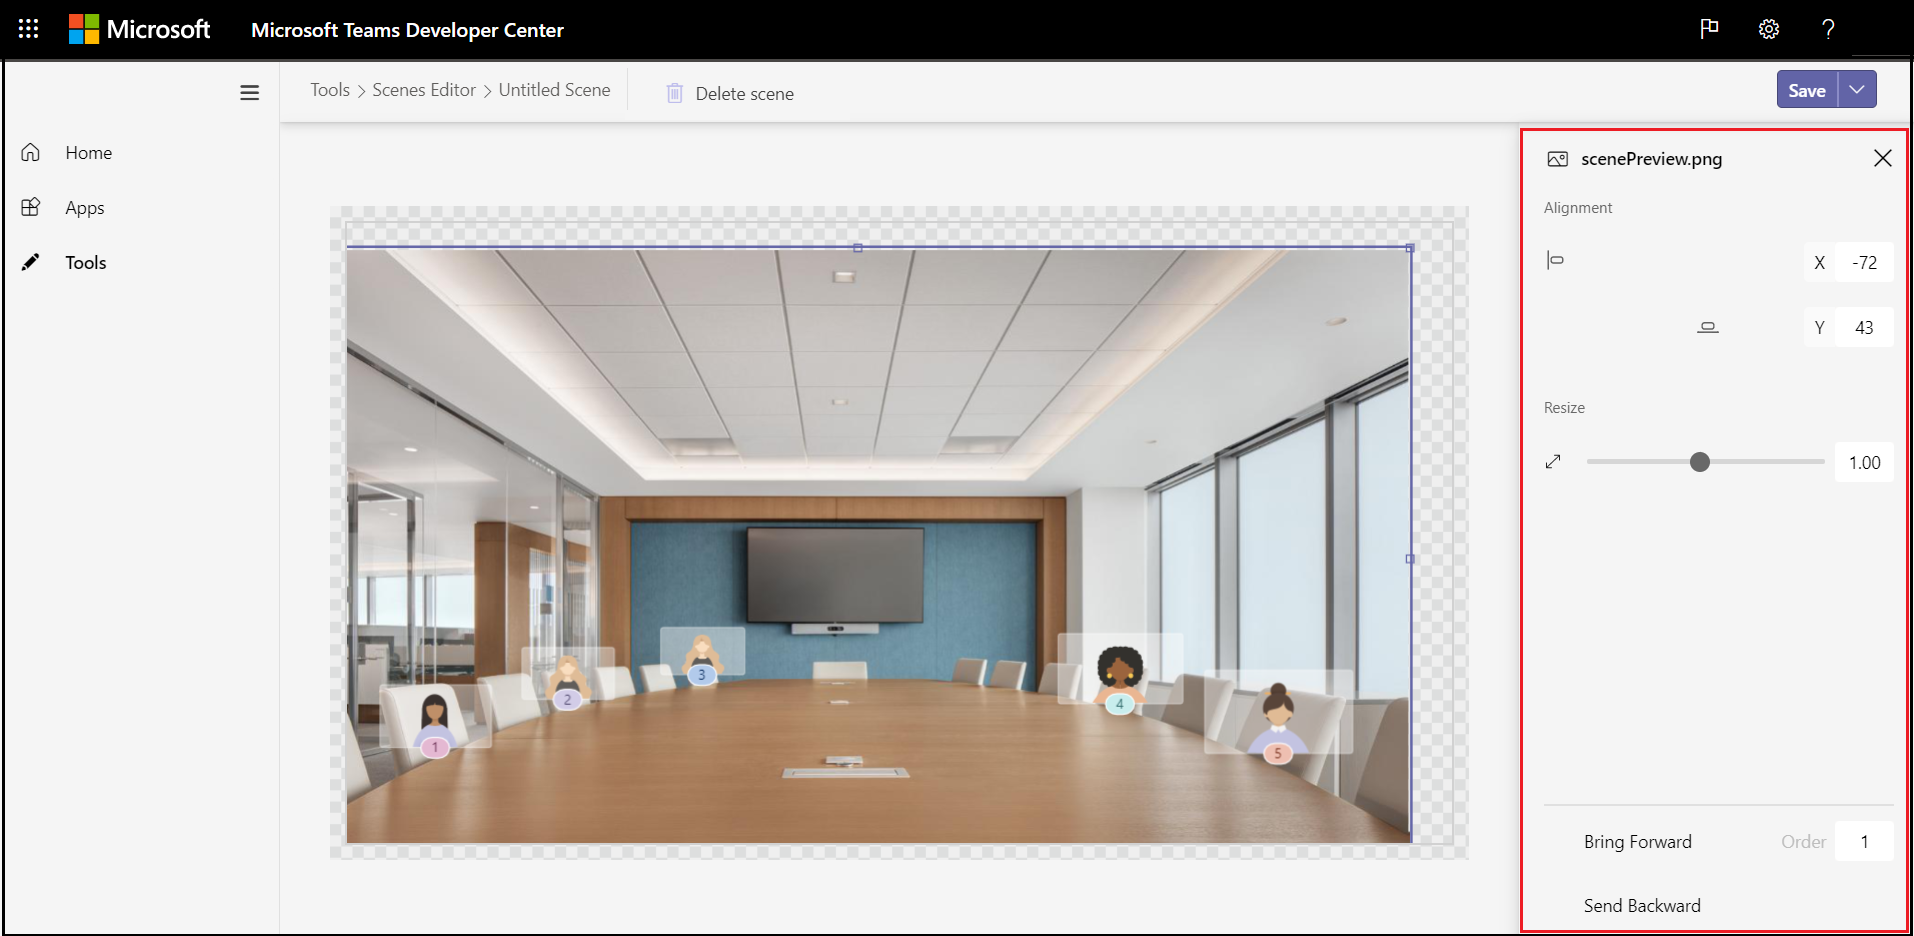 Microsoft Microsoft Teams Developer Center ?
Tools > Scenes Editor > Untitled Scene Delete scene Save
Home
Apps
Tools
scenePreview.png
Alignment
X -72
Y 43
Resize
1.00
3
2
4
1
5
Bring Forward Order 1
Send Backward